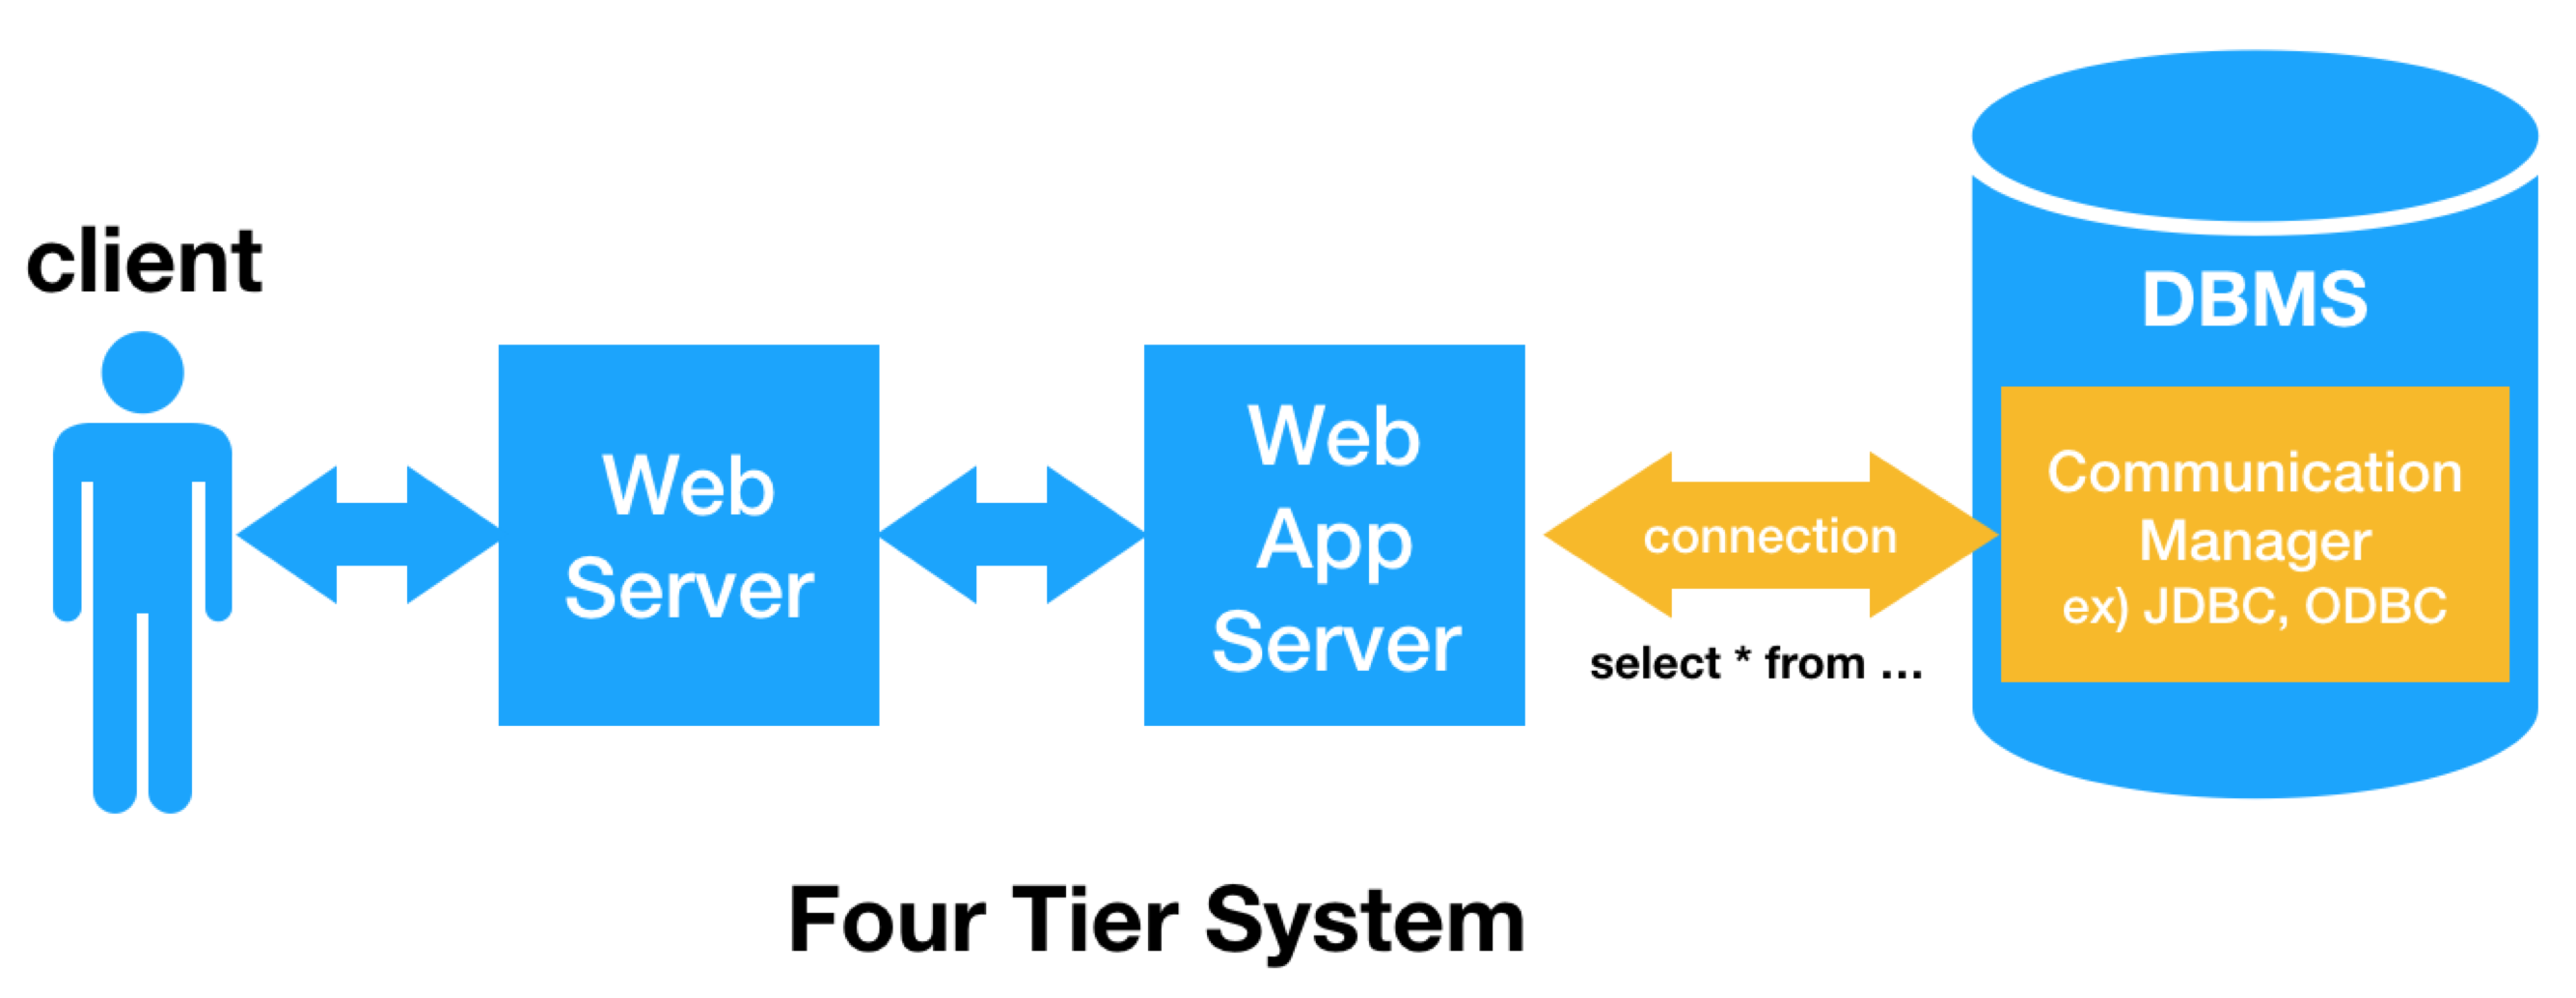 client
Web
Server
Web
App
Server
connection
select * from ...
DBMS
Communication
Manager
ex) JDBC, ODBC
Four Tier System